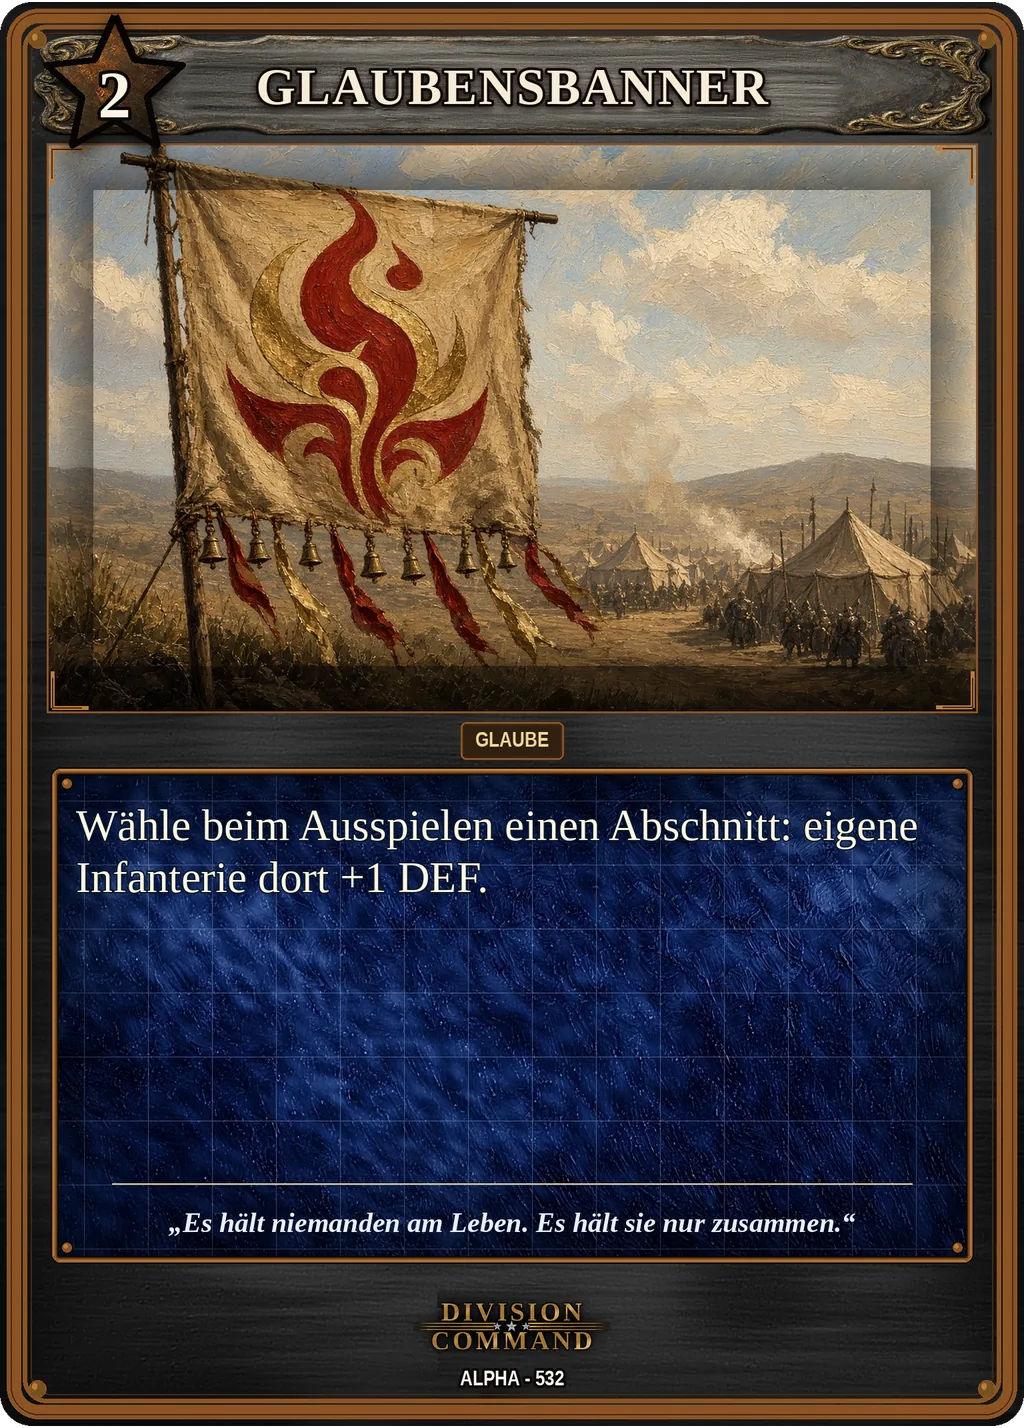 2
GLAUBENSBANNER
GLAUBE
Wähle beim Ausspielen einen Abschnitt: eigene
Infanterie dort +1 DEF.
„Es hält niemanden am Leben. Es hält sie nur zusammen.“
DIVISION
COMMAND
ALPHA - 532